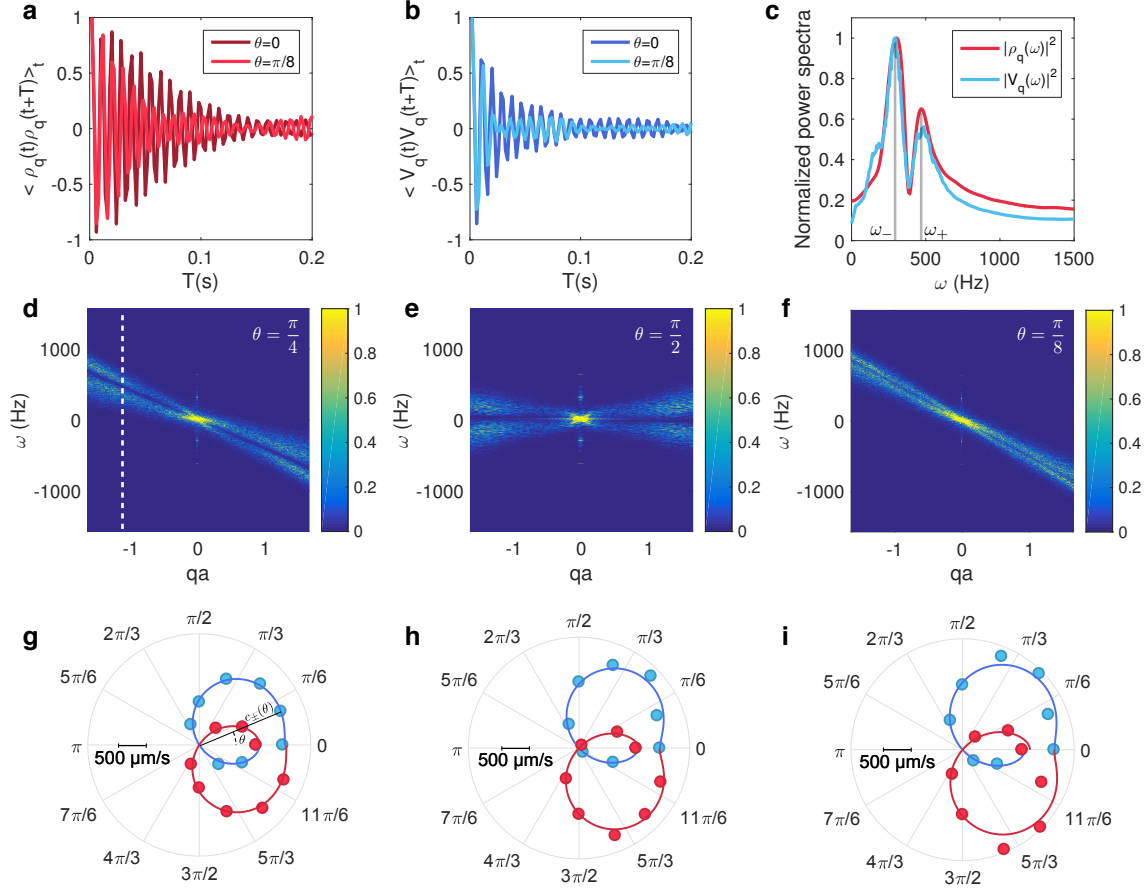 a
b
c
< ρ_q(t)ρ_q(t+T)>_t
1
0.5
0
-0.5
-1
0
0.1
0.2
T(s)
θ=0
θ=π/8
< V_q(t)V_q(t+T)>_t
1
0.5
0
-0.5
-1
0
0.1
0.2
T(s)
θ=0
θ=π/8
Normalized power spectra
1
0.8
0.6
0.4
0.2
0
0
500
1000
1500
ω (Hz)
|ρ_q(ω)|²
|V_q(ω)|²
ω₋
ω₊
d
e
f
ω (Hz)
1000
0
-1000
-1
0
1
qa
θ = π/4
1
0.8
0.6
0.4
0.2
0
ω (Hz)
1000
0
-1000
-1
0
1
qa
θ = π/2
1
0.8
0.6
0.4
0.2
0
ω (Hz)
1000
0
-1000
-1
0
1
qa
θ = π/8
1
0.8
0.6
0.4
0.2
0
g
h
i
π/2
2π/3
π/3
5π/6
π/6
π
0
7π/6
11π/6
4π/3
5π/3
3π/2
500 µm/s
c±(θ)
θ
π/2
2π/3
π/3
5π/6
π/6
π
0
7π/6
11π/6
4π/3
5π/3
3π/2
500 µm/s
π/2
2π/3
π/3
5π/6
π/6
π
0
7π/6
11π/6
4π/3
5π/3
3π/2
500 µm/s